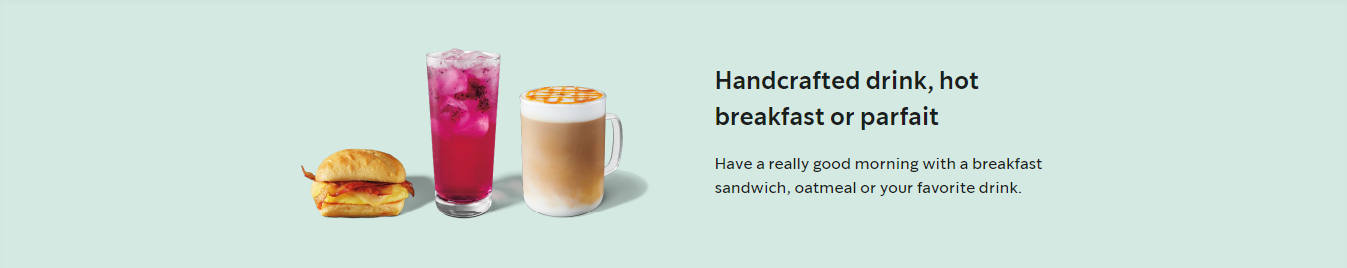 Handcrafted drink, hot
breakfast or parfait
Have a really good morning with a breakfast
sandwich, oatmeal or your favorite drink.